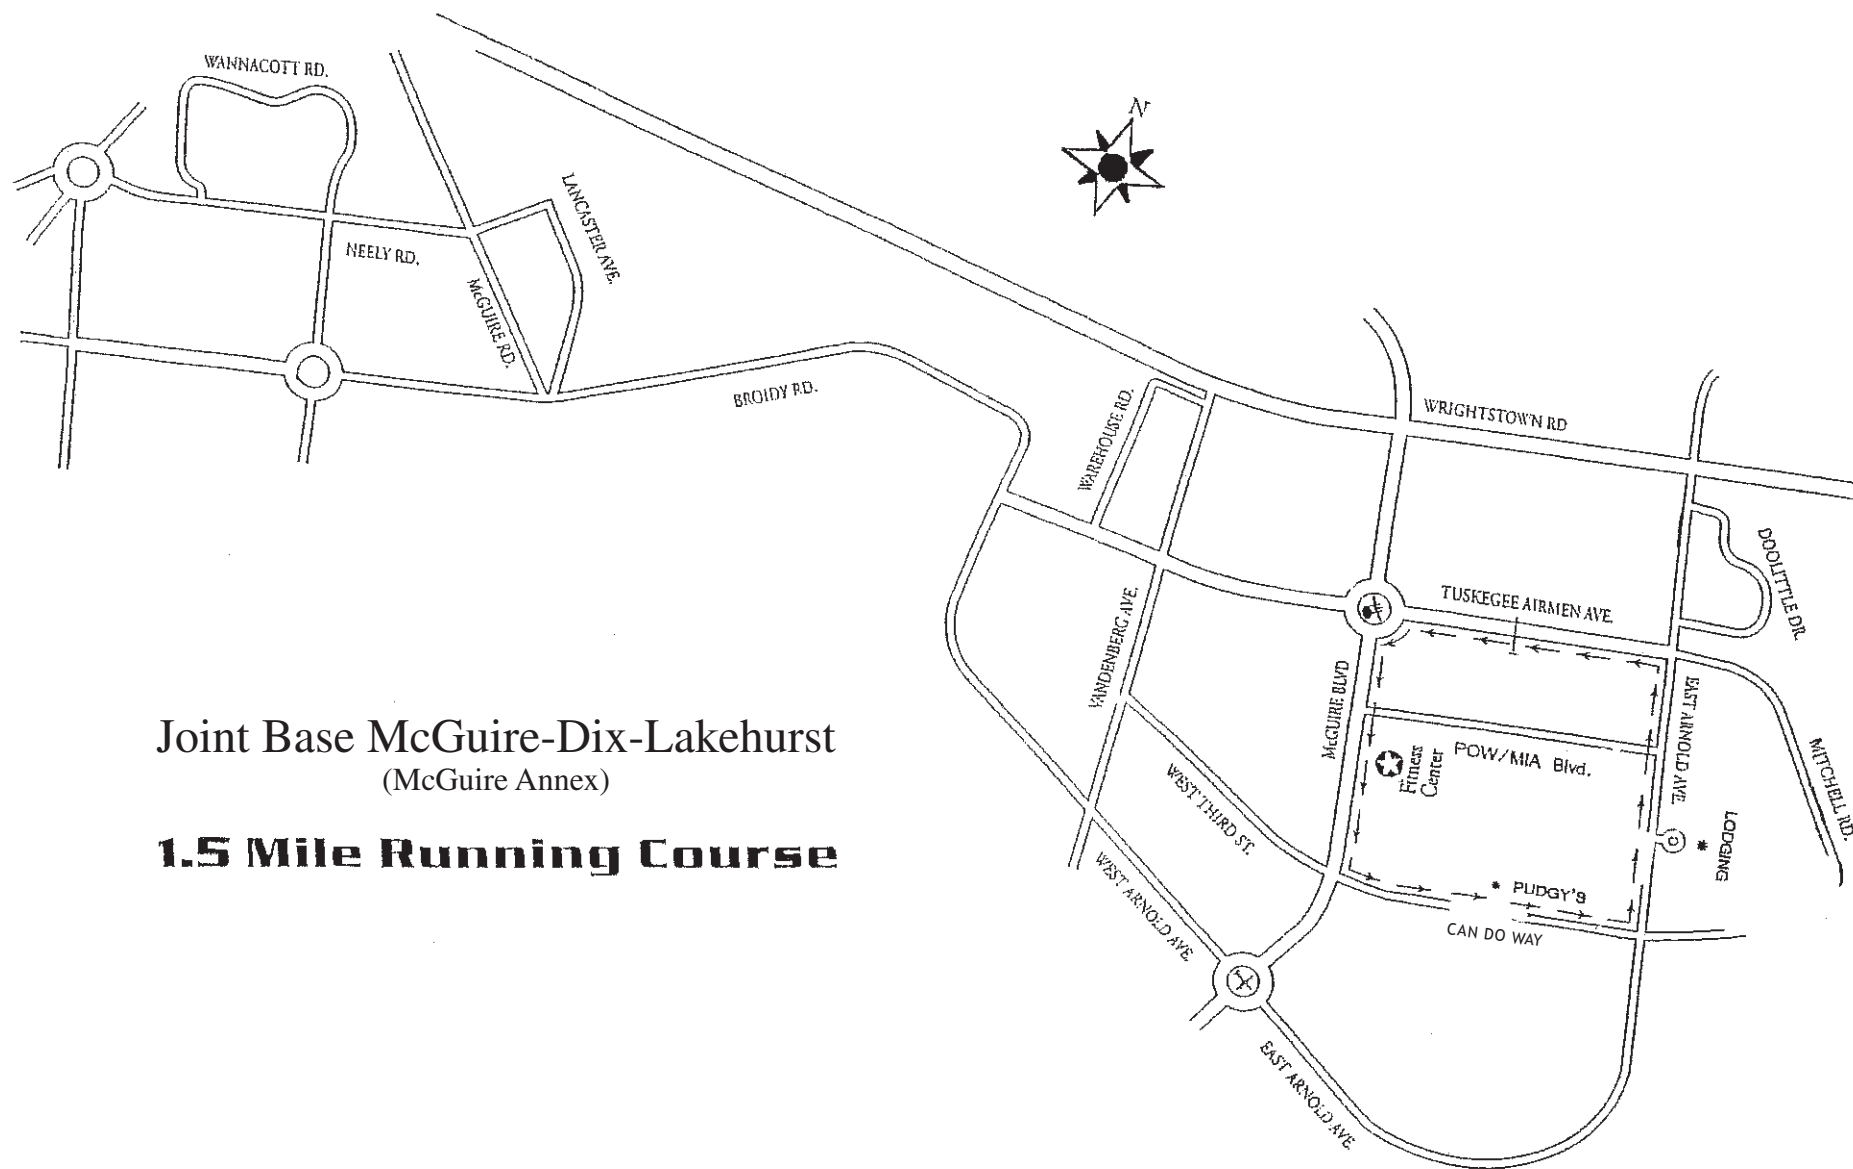 WANNACOTT RD.
N
LANCASTER AVE.
NEELY RD.
McGUIRE RD.
BROIDY RD.
WAREHOUSE RD.
WRIGHTSTOWN RD
DOOLITTLE DR.
TUSKEGEE AIRMEN AVE.
VANDENBERG AVE.
McGUIRE BLVD
EAST ARNOLD AVE.
MITCHELL RD.
Joint Base McGuire-Dix-Lakehurst
(McGuire Annex)
1.5 Mile Running Course
POW/MIA Blvd.
Fitness
Center
WEST THIRD ST.
LODGING
PUDGY'S
CAN DO WAY
WEST ARNOLD AVE.
EAST ARNOLD AVE.